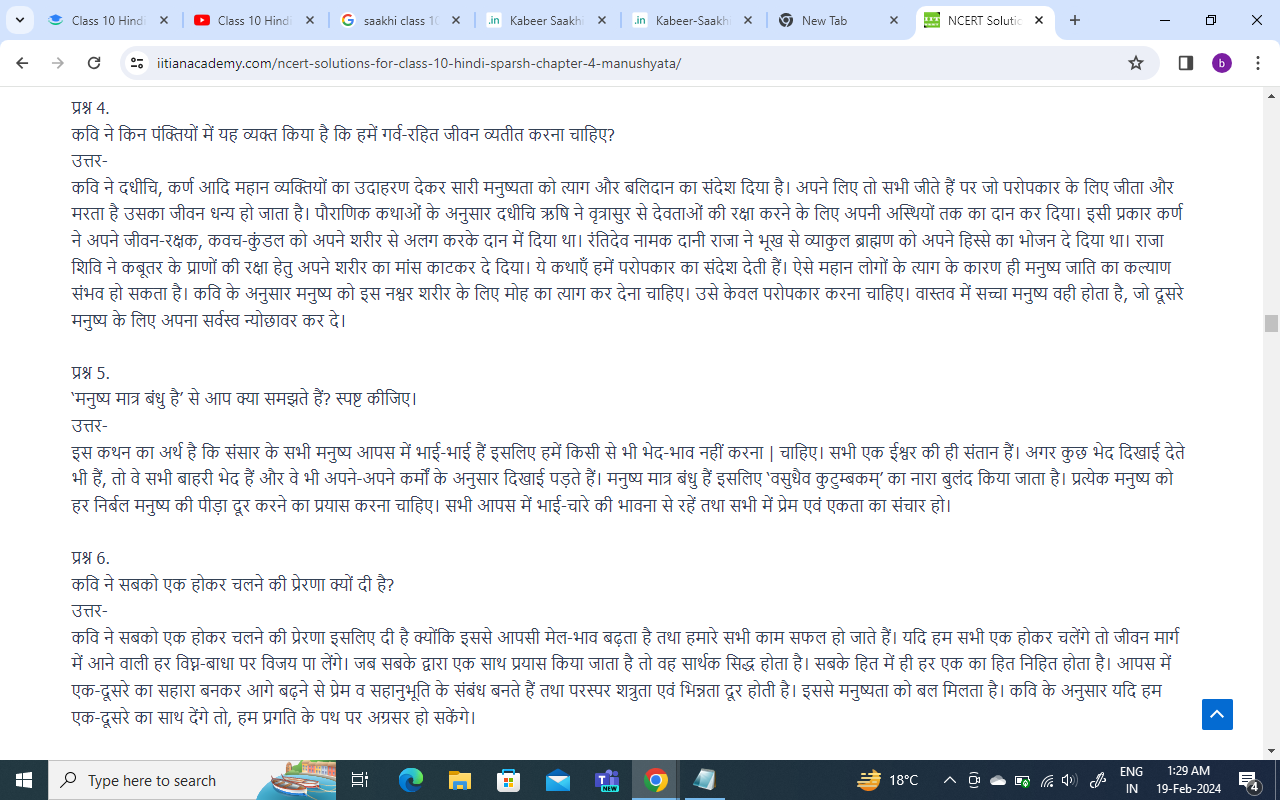 Class 10 Hindi
Class 10 Hindi
saakhi class 10
Kabeer Saakhi
Kabeer-Saakhi
New Tab
NCERT Solutio
iitianacademy.com/ncert-solutions-for-class-10-hindi-sparsh-chapter-4-manushyata/
b
प्रश्न 4.
कवि ने किन पंक्तियों में यह व्यक्त किया है कि हमें गर्व-रहित जीवन व्यतीत करना चाहिए?
उत्तर-
कवि ने दधीचि, कर्ण आदि महान व्यक्तियों का उदाहरण देकर सारी मनुष्यता को त्याग और बलिदान का संदेश दिया है। अपने लिए तो सभी जीते हैं पर जो परोपकार के लिए जीता और
मरता है उसका जीवन धन्य हो जाता है। पौराणिक कथाओं के अनुसार दधीचि ऋषि ने वृत्रासुर से देवताओं की रक्षा करने के लिए अपनी अस्थियों तक का दान कर दिया। इसी प्रकार कर्ण
ने अपने जीवन-रक्षक, कवच-कुंडल को अपने शरीर से अलग करके दान में दिया था। रंतिदेव नामक दानी राजा ने भूख से व्याकुल ब्राह्मण को अपने हिस्से का भोजन दे दिया था। राजा
शिवि ने कबूतर के प्राणों की रक्षा हेतु अपने शरीर का मांस काटकर दे दिया। ये कथाएँ हमें परोपकार का संदेश देती हैं। ऐसे महान लोगों के त्याग के कारण ही मनुष्य जाति का कल्याण
संभव हो सकता है। कवि के अनुसार मनुष्य को इस नश्वर शरीर के लिए मोह का त्याग कर देना चाहिए। उसे केवल परोपकार करना चाहिए। वास्तव में सच्चा मनुष्य वही होता है, जो दूसरे
मनुष्य के लिए अपना सर्वस्व न्योछावर कर दे।
प्रश्न 5.
‘मनुष्य मात्र बंधु है’ से आप क्या समझते हैं? स्पष्ट कीजिए।
उत्तर-
इस कथन का अर्थ है कि संसार के सभी मनुष्य आपस में भाई-भाई हैं इसलिए हमें किसी से भी भेद-भाव नहीं करना | चाहिए। सभी एक ईश्वर की ही संतान हैं। अगर कुछ भेद दिखाई देते
भी हैं, तो वे सभी बाहरी भेद हैं और वे भी अपने-अपने कर्मों के अनुसार दिखाई पड़ते हैं। मनुष्य मात्र बंधु हैं इसलिए ‘वसुधैव कुटुम्बकम्’ का नारा बुलंद किया जाता है। प्रत्येक मनुष्य को
हर निर्बल मनुष्य की पीड़ा दूर करने का प्रयास करना चाहिए। सभी आपस में भाई-चारे की भावना से रहें तथा सभी में प्रेम एवं एकता का संचार हो।
प्रश्न 6.
कवि ने सबको एक होकर चलने की प्रेरणा क्यों दी है?
उत्तर-
कवि ने सबको एक होकर चलने की प्रेरणा इसलिए दी है क्योंकि इससे आपसी मेल-भाव बढ़ता है तथा हमारे सभी काम सफल हो जाते हैं। यदि हम सभी एक होकर चलेंगे तो जीवन मार्ग
में आने वाली हर विघ्न-बाधा पर विजय पा लेंगे। जब सबके द्वारा एक साथ प्रयास किया जाता है तो वह सार्थक सिद्ध होता है। सबके हित में ही हर एक का हित निहित होता है। आपस में
एक-दूसरे का सहारा बनकर आगे बढ़ने से प्रेम व सहानुभूति के संबंध बनते हैं तथा परस्पर शत्रुता एवं भिन्नता दूर होती है। इससे मनुष्यता को बल मिलता है। कवि के अनुसार यदि हम
एक-दूसरे का साथ देंगे तो, हम प्रगति के पथ पर अग्रसर हो सकेंगे।
Type here to search
NEW
18°C
ENG
IN
1:29 AM
19-Feb-2024
4